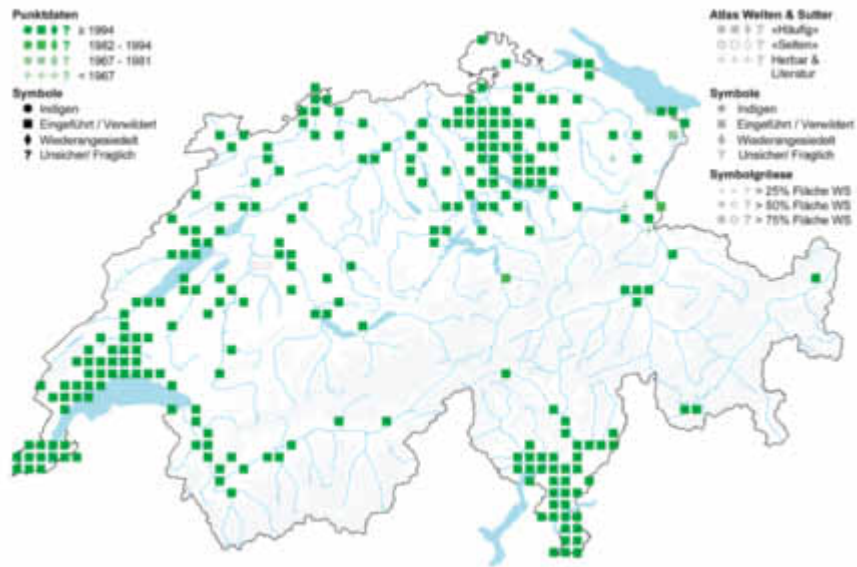 Punktdaten
? ≥ 1994
? 1982 - 1994
? 1967 - 1981
? < 1967
Symbole
Indigen
Eingeführt / Verwildert
Wiederangesiedelt
? Unsicher/ Fraglich
Atlas Welten & Sutter
? «Häufig»
? «Selten»
? Herbar &
Literatur
Symbole
Indigen
Eingeführt / Verwildert
Wiederangesiedelt
? Unsicher/ Fraglich
Symbolgrösse
? > 25% Fläche WS
? > 50% Fläche WS
? > 75% Fläche WS